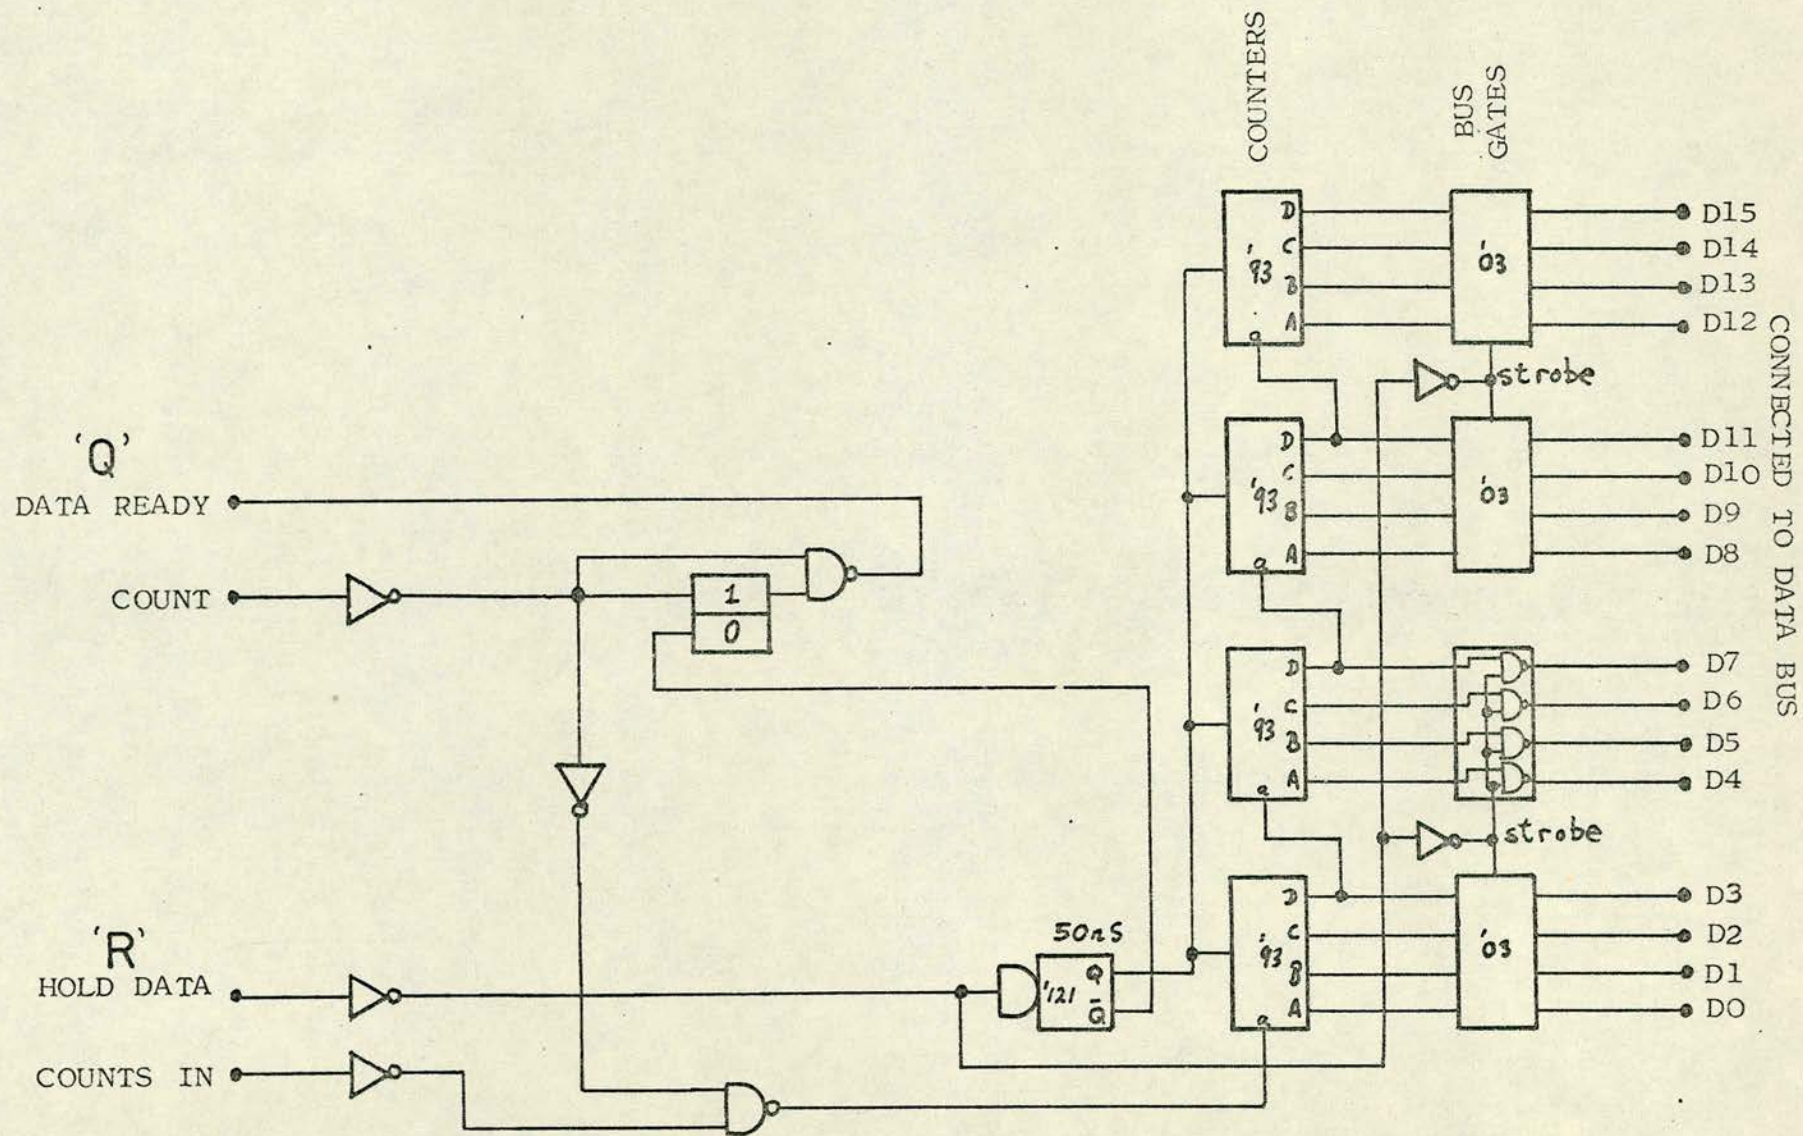 COUNTERS
BUS
GATES
D
C
B
A
'93
a
'03
D15
D14
D13
D12
strobe
'Q'
DATA READY
COUNT
1
0
D
C
B
A
'93
a
'03
D11
D10
D9
D8
CONNECTED TO DATA BUS
D
C
B
A
'93
a
D7
D6
D5
D4
strobe
'R'
HOLD DATA
COUNTS IN
50nS
'121
Q
Q̄
D
C
B
A
'93
a
'03
D3
D2
D1
D0